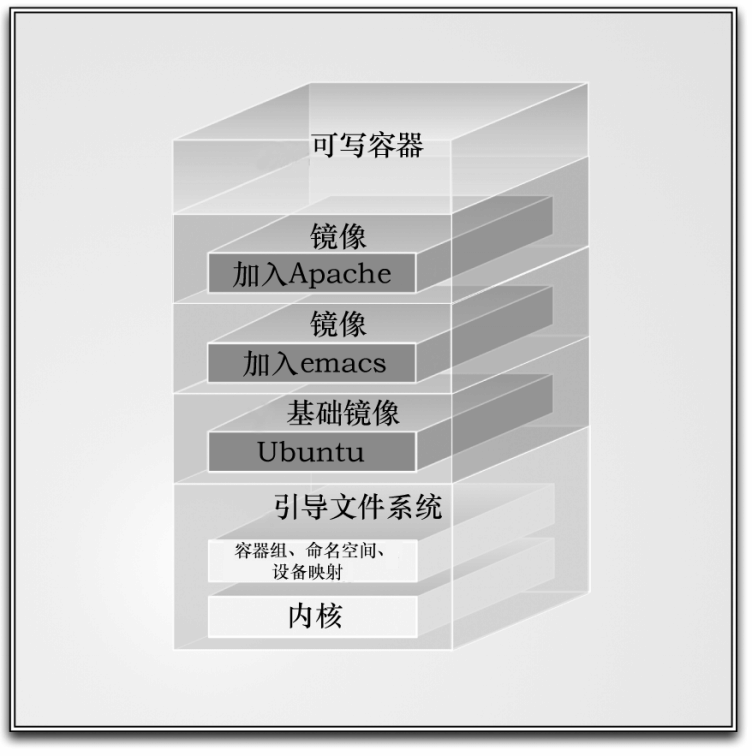 可写容器
镜像
加入Apache
镜像
加入emacs
基础镜像
Ubuntu
引导文件系统
容器组、命名空间、
设备映射
内核